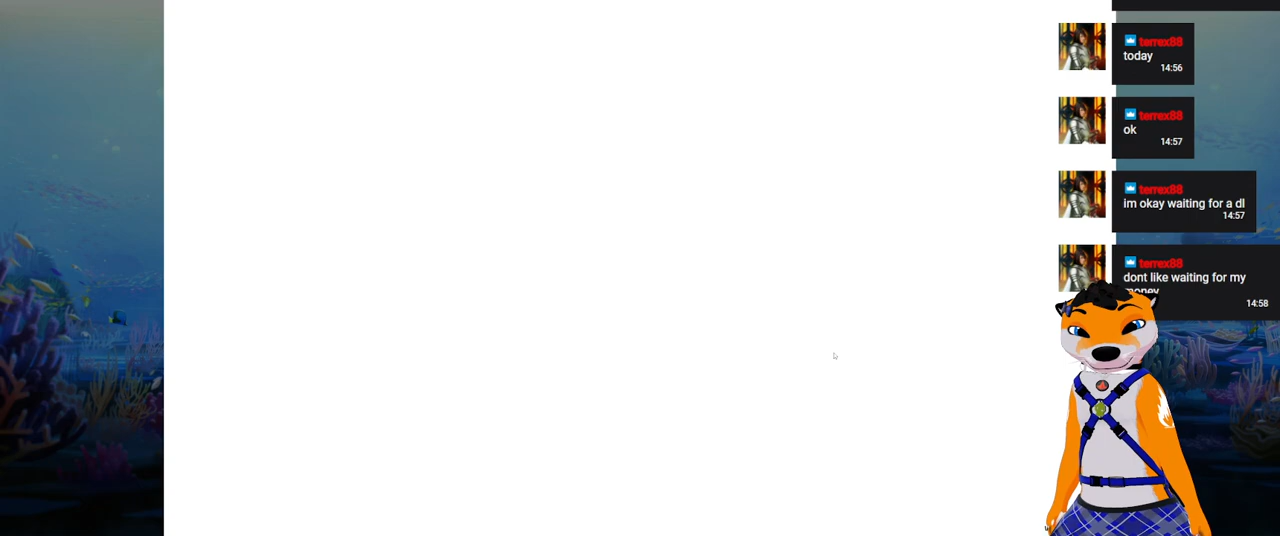 terrex88
today
14:56
terrex88
ok
14:57
terrex88
im okay waiting for a dl
14:57
terrex88
dont like waiting for my
money
14:58